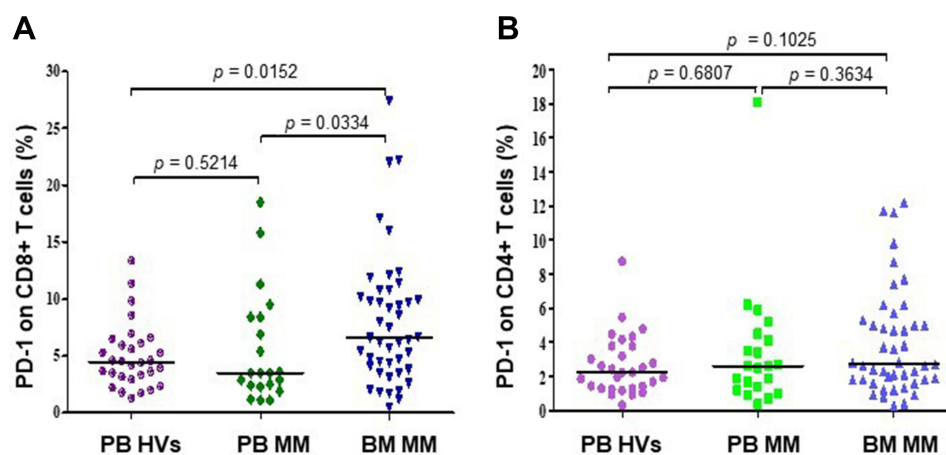 A
PD-1 on CD8+ T cells (%)
30
25
20
15
10
5
0
p = 0.0152
p = 0.0334
p = 0.5214
PB HVs PB MM BM MM
B
PD-1 on CD4+ T cells (%)
20
18
16
14
12
10
8
6
4
2
0
p = 0.1025
p = 0.6807 p = 0.3634
PB HVs PB MM BM MM